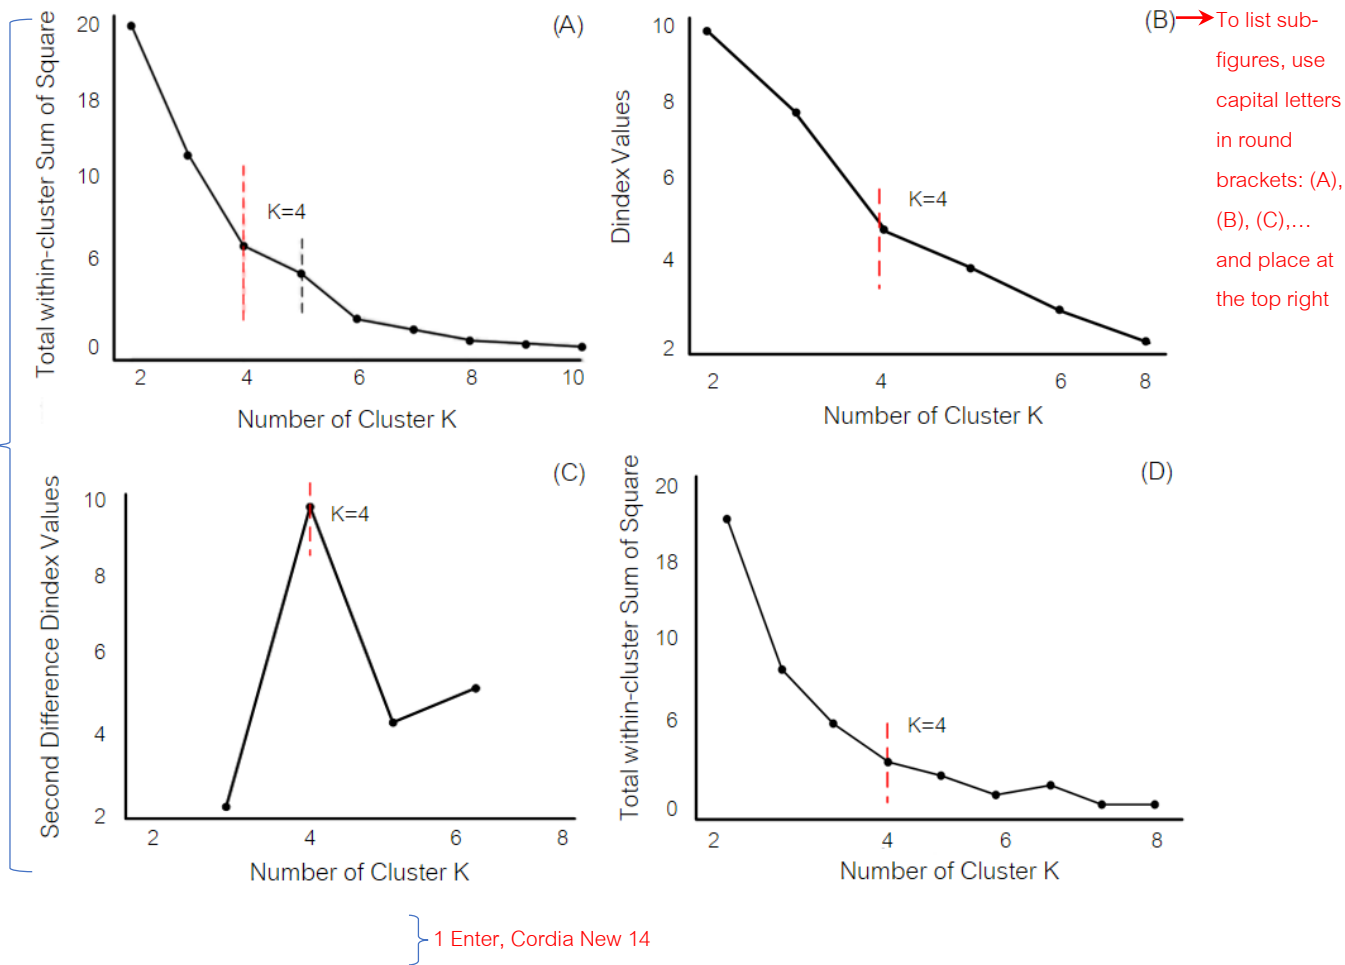 (A)
Total within-cluster Sum of Square
20
18
10
6
0
K=4
2 4 6 8 10
Number of Cluster K
(B)
Dindex Values
10
8
6
4
2
K=4
2 4 6 8
Number of Cluster K
To list sub-
figures, use
capital letters
in round
brackets: (A),
(B), (C),...
and place at
the top right
(C)
Second Difference Dindex Values
10
8
6
4
2
K=4
2 4 6 8
Number of Cluster K
(D)
Total within-cluster Sum of Square
20
18
10
6
0
K=4
2 4 6 8
Number of Cluster K
1 Enter, Cordia New 14